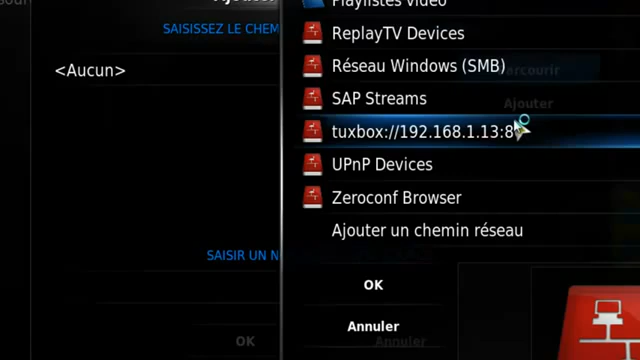 Playlistes vidéo
SAISISSEZ LE CHEM
ReplayTV Devices
<Aucun>
Réseau Windows (SMB)
Parcourir
SAP Streams
Ajouter
tuxbox://192.168.1.13:8
UPnP Devices
Zeroconf Browser
Ajouter un chemin réseau
SAISIR UN N
OK
Annuler
OK
Annuler